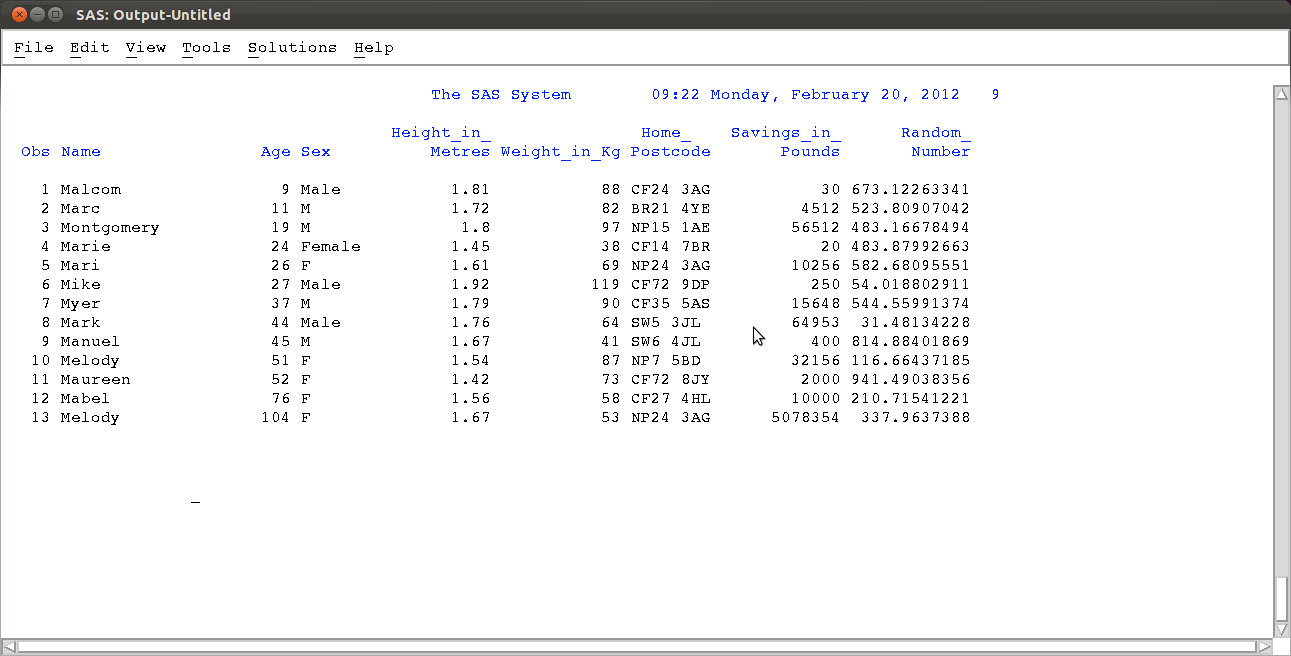 SAS: Output-Untitled
File Edit View Tools Solutions Help
The SAS System 09:22 Monday, February 20, 2012 9
Height_in_ Home_ Savings_in_ Random_
Obs Name Age Sex Metres Weight_in_Kg Postcode Pounds Number
1 Malcom 9 Male 1.81 88 CF24 3AG 30 673.12263341
2 Marc 11 M 1.72 82 BR21 4YE 4512 523.80907042
3 Montgomery 19 M 1.8 97 NP15 1AE 56512 483.16678494
4 Marie 24 Female 1.45 38 CF14 7BR 20 483.87992663
5 Mari 26 F 1.61 69 NP24 3AG 10256 582.68095551
6 Mike 27 Male 1.92 119 CF72 9DP 250 54.018802911
7 Myer 37 M 1.79 90 CF35 5AS 15648 544.55991374
8 Mark 44 Male 1.76 64 SW5 3JL 64953 31.48134228
9 Manuel 45 M 1.67 41 SW6 4JL 400 814.88401869
10 Melody 51 F 1.54 87 NP7 5BD 32156 116.66437185
11 Maureen 52 F 1.42 73 CF72 8JY 2000 941.49038356
12 Mabel 76 F 1.56 58 CF27 4HL 10000 210.71541221
13 Melody 104 F 1.67 53 NP24 3AG 5078354 337.9637388